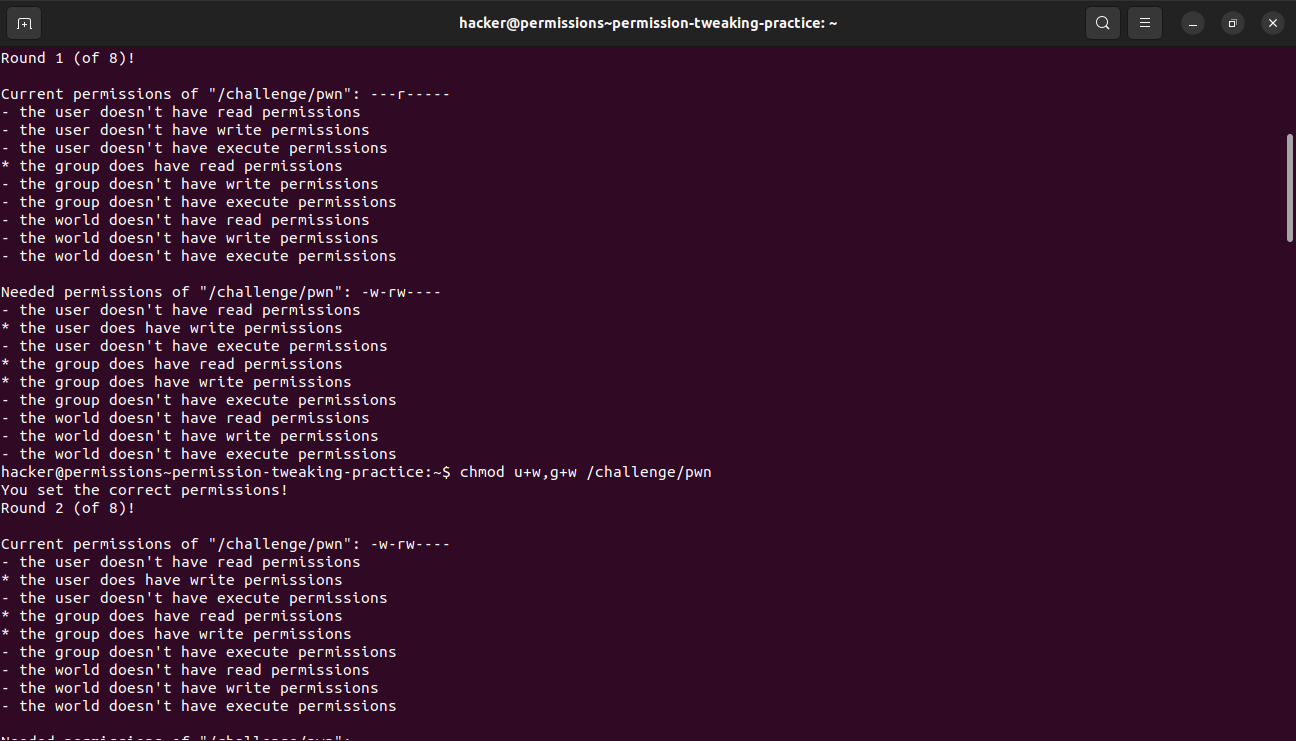 hacker@permissions~permission-tweaking-practice: ~
Round 1 (of 8)!
Current permissions of "/challenge/pwn": ---r-----
- the user doesn't have read permissions
- the user doesn't have write permissions
- the user doesn't have execute permissions
* the group does have read permissions
- the group doesn't have write permissions
- the group doesn't have execute permissions
- the world doesn't have read permissions
- the world doesn't have write permissions
- the world doesn't have execute permissions
Needed permissions of "/challenge/pwn": -w-rw----
- the user doesn't have read permissions
* the user does have write permissions
- the user doesn't have execute permissions
* the group does have read permissions
* the group does have write permissions
- the group doesn't have execute permissions
- the world doesn't have read permissions
- the world doesn't have write permissions
- the world doesn't have execute permissions
hacker@permissions~permission-tweaking-practice:~$ chmod u+w,g+w /challenge/pwn
You set the correct permissions!
Round 2 (of 8)!
Current permissions of "/challenge/pwn": -w-rw----
- the user doesn't have read permissions
* the user does have write permissions
- the user doesn't have execute permissions
* the group does have read permissions
* the group does have write permissions
- the group doesn't have execute permissions
- the world doesn't have read permissions
- the world doesn't have write permissions
- the world doesn't have execute permissions
Needed permissions of "/challenge/pwn":